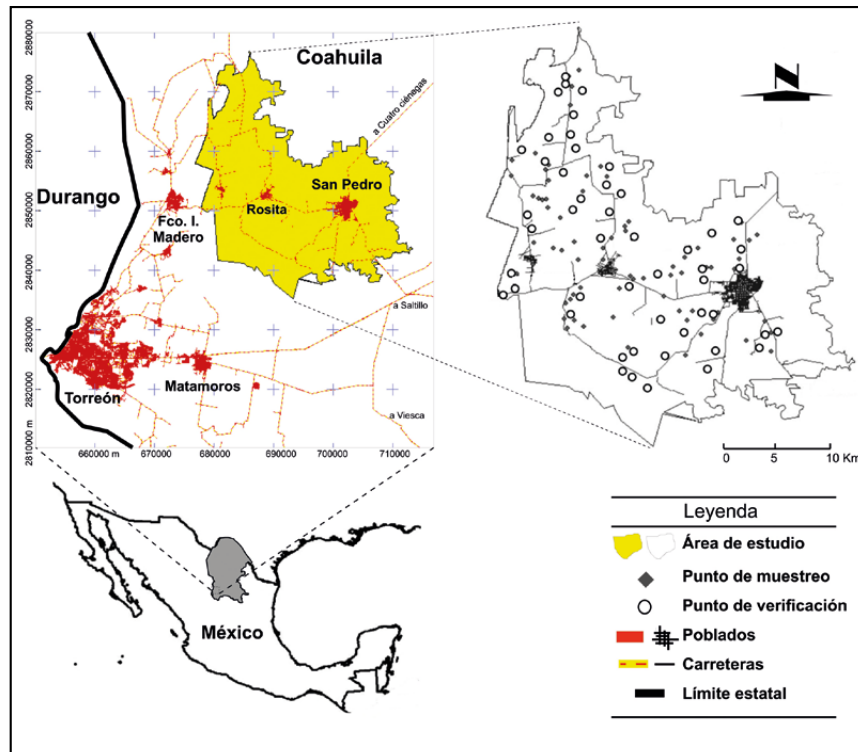 Coahuila
a Cuatro ciénegas
Durango
San Pedro
Rosita
Fco. I.
Madero
a Saltillo
Matamoros
Torreón
a Viesca
2880000
2870000
2860000
2850000
2840000
2830000
2820000
2810000 m
660000 m
670000
680000
690000
700000
710000
N
0
5
10 Km
México
Leyenda
Área de estudio
Punto de muestreo
Punto de verificación
Poblados
Carreteras
Límite estatal